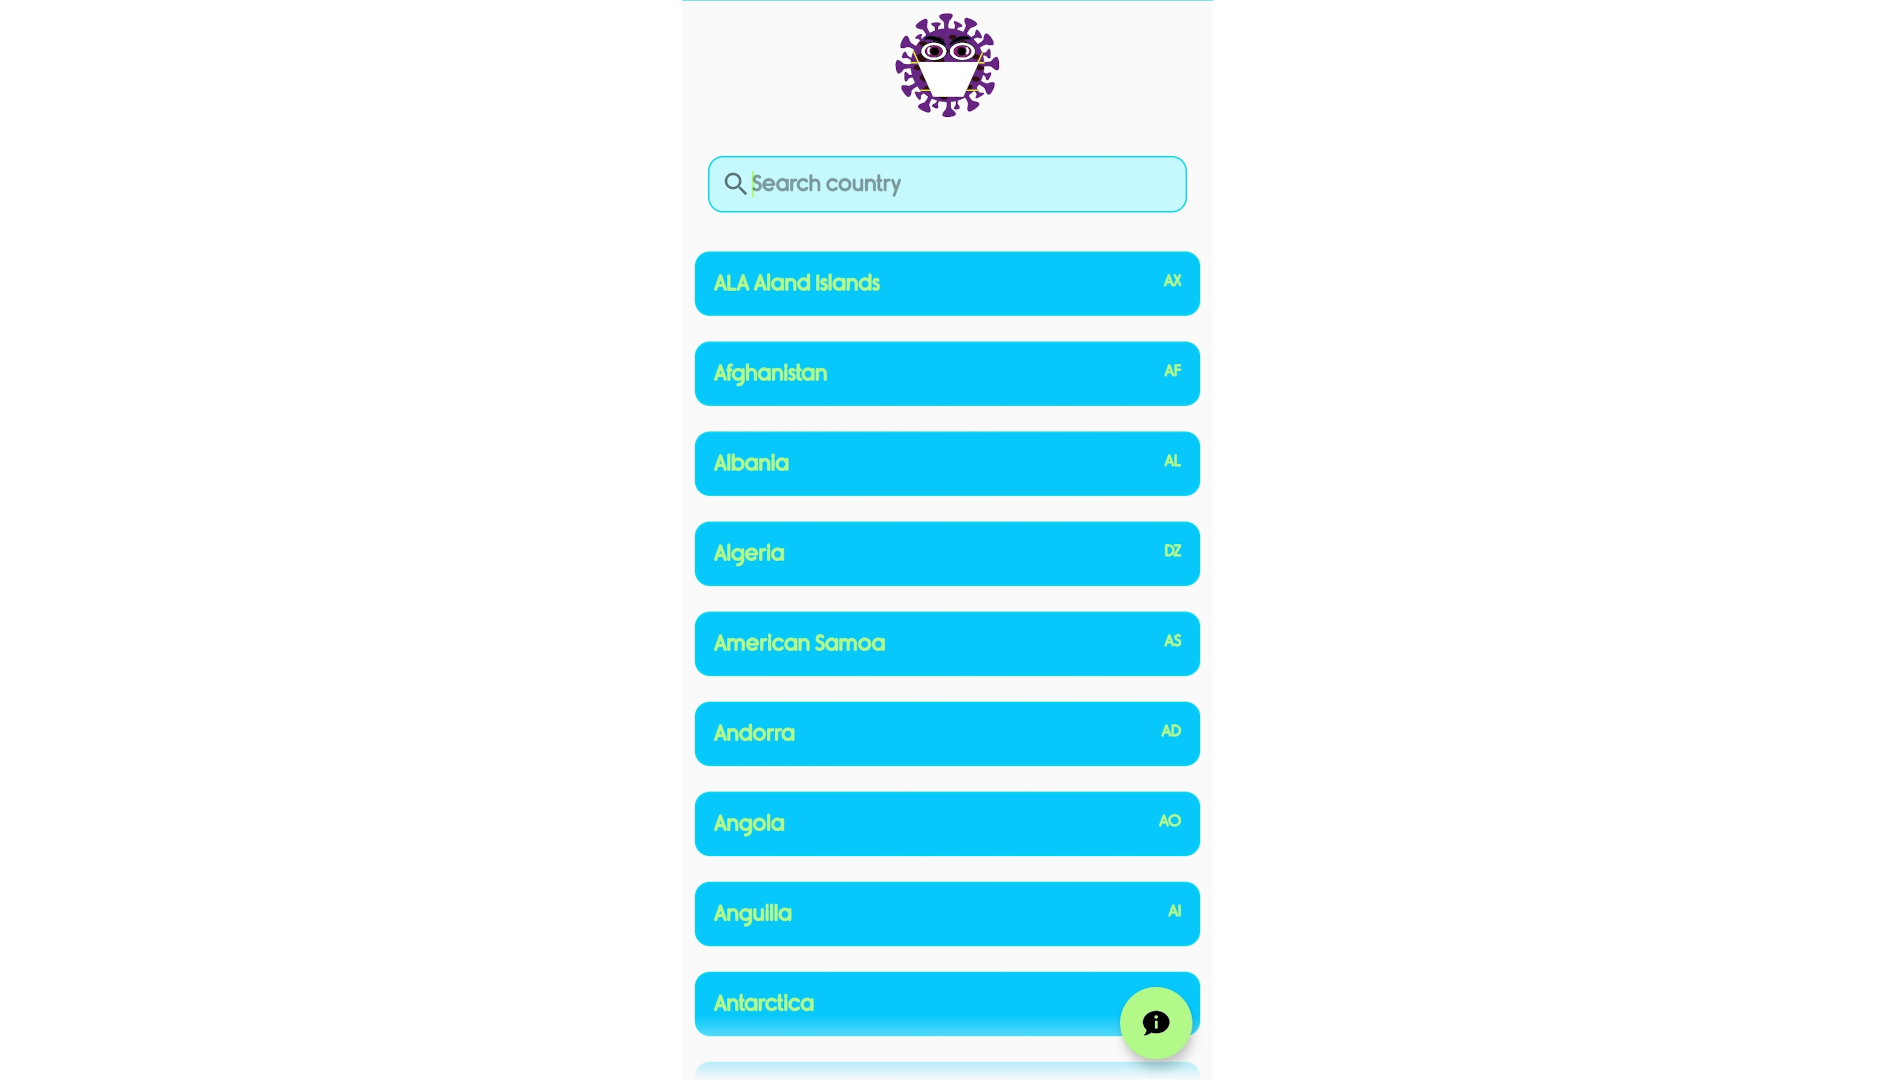 Search country
ALA Aland Islands AX
Afghanistan AF
Albania AL
Algeria DZ
American Samoa AS
Andorra AD
Angola AO
Anguilla AI
Antarctica